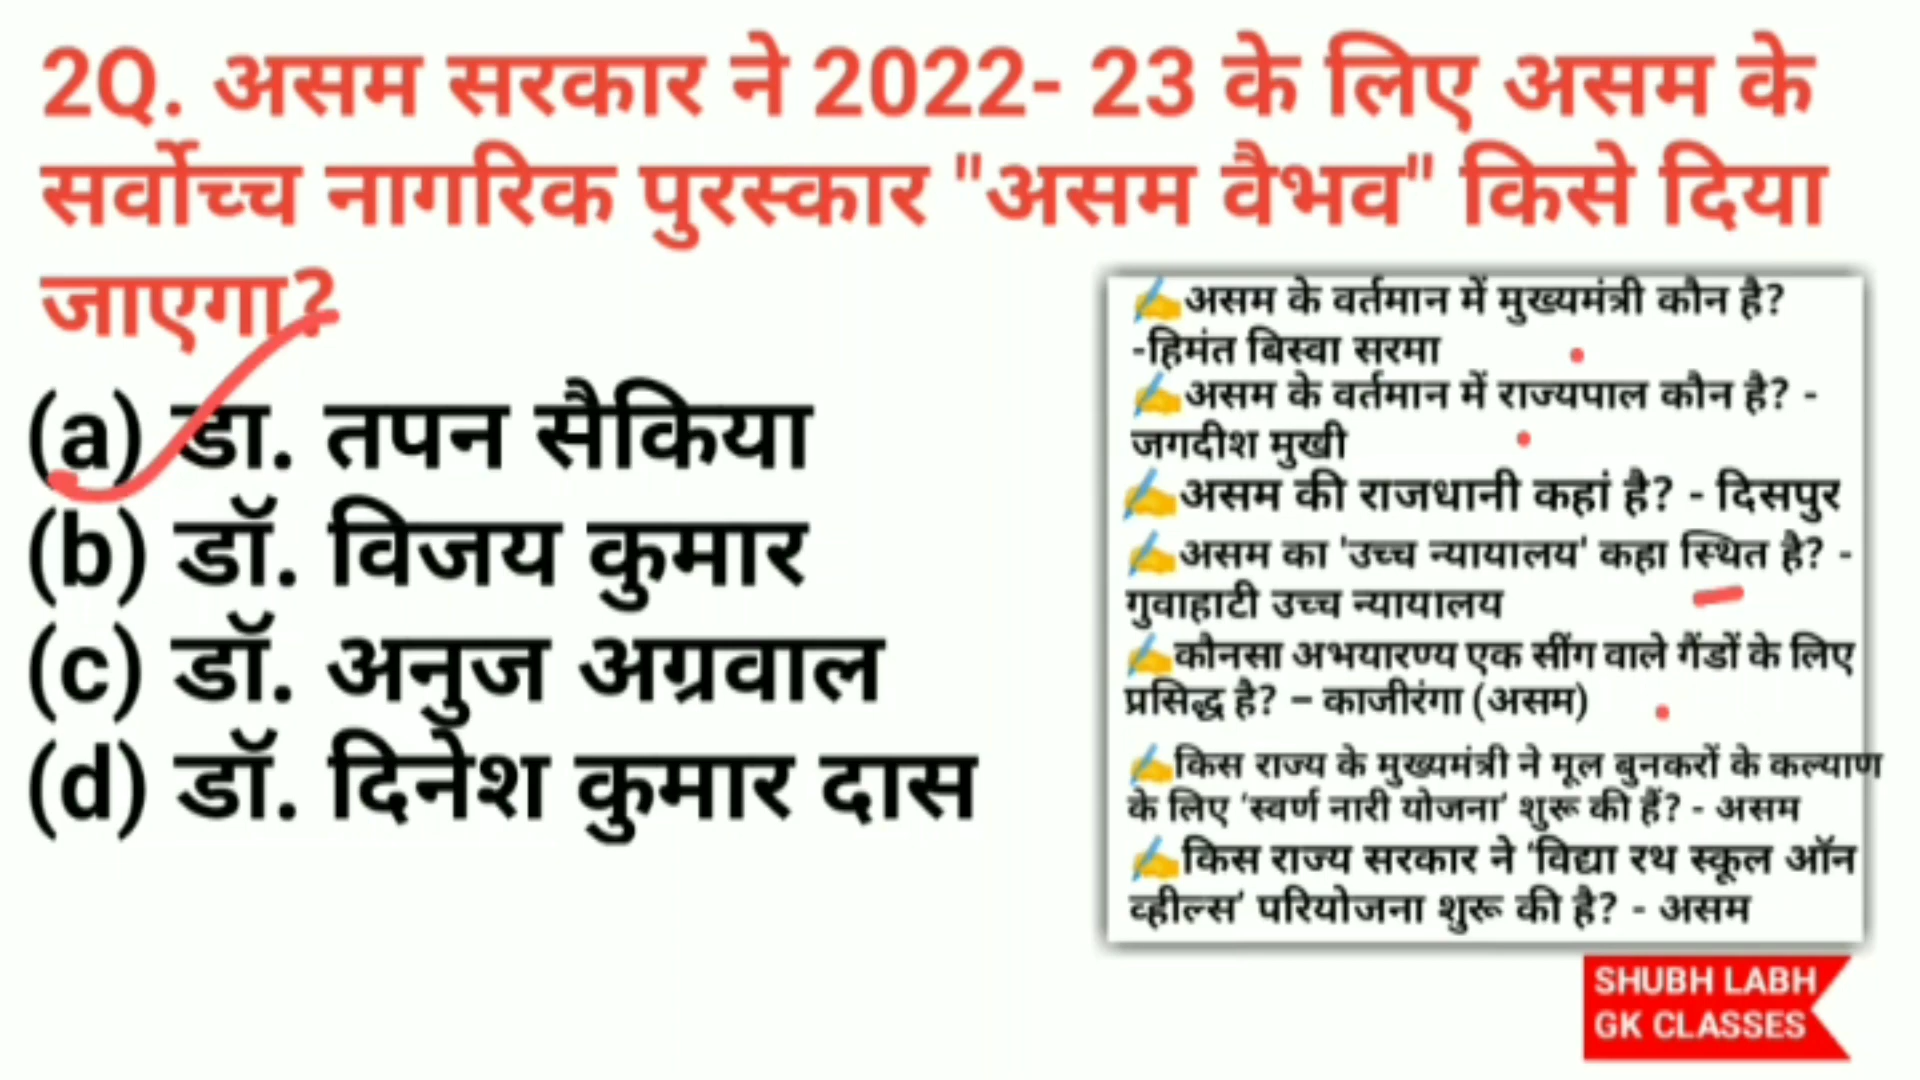 2Q. असम सरकार ने 2022- 23 के लिए असम के
सर्वोच्च नागरिक पुरस्कार "असम वैभव" किसे दिया
जाएगा?
(a) डा. तपन सैकिया
(b) डॉ. विजय कुमार
(c) डॉ. अनुज अग्रवाल
(d) डॉ. दिनेश कुमार दास
✍असम के वर्तमान में मुख्यमंत्री कौन है?
-हिमंत बिस्वा सरमा
✍असम के वर्तमान में राज्यपाल कौन है? -
जगदीश मुखी
✍असम की राजधानी कहां है? - दिसपुर
✍असम का 'उच्च न्यायालय' कहा स्थित है? -
गुवाहाटी उच्च न्यायालय
✍कौनसा अभयारण्य एक सींग वाले गैंडों के लिए
प्रसिद्ध है? – काजीरंगा (असम)
✍किस राज्य के मुख्यमंत्री ने मूल बुनकरों के कल्याण
के लिए ‘स्वर्ण नारी योजना’ शुरू की हैं? - असम
✍किस राज्य सरकार ने ‘विद्या रथ स्कूल ऑन
व्हील्स’ परियोजना शुरू की है? - असम
SHUBH LABH
GK CLASSES